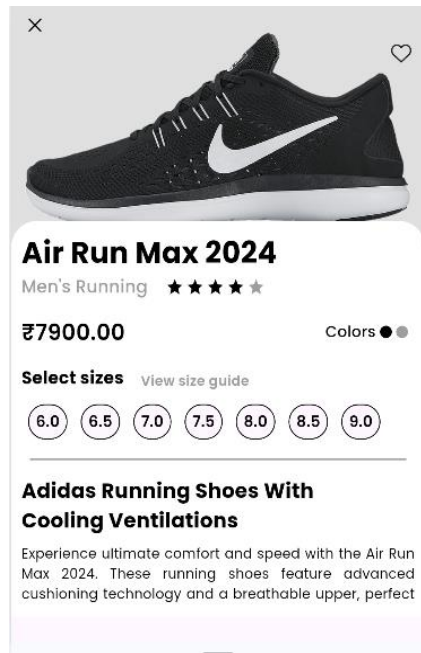 Air Run Max 2024
Men's Running
₹7900.00
Colors
Select sizes View size guide
6.0 6.5 7.0 7.5 8.0 8.5 9.0
Adidas Running Shoes With
Cooling Ventilations
Experience ultimate comfort and speed with the Air Run
Max 2024. These running shoes feature advanced
cushioning technology and a breathable upper, perfect